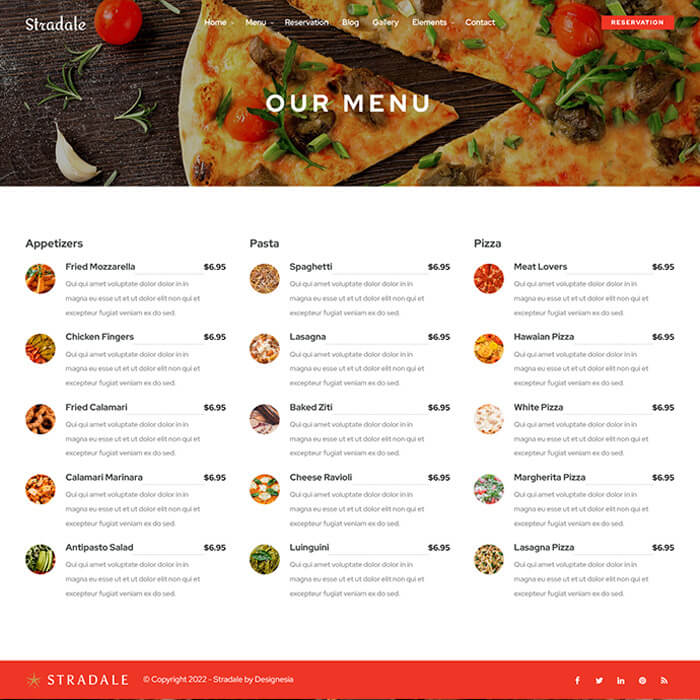 Stradale
Home Menu Reservation Blog Gallery Elements Contact
RESERVATION
OUR MENU
Appetizers
Fried Mozzarella $6.95
Qui qui amet voluptate dolor dolor in in
magna eu esse ut et ut dolor elit non qui et
excepteur fugiat veniam ex do sed.
Chicken Fingers $6.95
Qui qui amet voluptate dolor dolor in in
magna eu esse ut et ut dolor elit non qui et
excepteur fugiat veniam ex do sed.
Fried Calamari $6.95
Qui qui amet voluptate dolor dolor in in
magna eu esse ut et ut dolor elit non qui et
excepteur fugiat veniam ex do sed.
Calamari Marinara $6.95
Qui qui amet voluptate dolor dolor in in
magna eu esse ut et ut dolor elit non qui et
excepteur fugiat veniam ex do sed.
Antipasto Salad $6.95
Qui qui amet voluptate dolor dolor in in
magna eu esse ut et ut dolor elit non qui et
excepteur fugiat veniam ex do sed.
Pasta
Spaghetti $6.95
Qui qui amet voluptate dolor dolor in in
magna eu esse ut et ut dolor elit non qui et
excepteur fugiat veniam ex do sed.
Lasagna $6.95
Qui qui amet voluptate dolor dolor in in
magna eu esse ut et ut dolor elit non qui et
excepteur fugiat veniam ex do sed.
Baked Ziti $6.95
Qui qui amet voluptate dolor dolor in in
magna eu esse ut et ut dolor elit non qui et
excepteur fugiat veniam ex do sed.
Cheese Ravioli $6.95
Qui qui amet voluptate dolor dolor in in
magna eu esse ut et ut dolor elit non qui et
excepteur fugiat veniam ex do sed.
Luinguini $6.95
Qui qui amet voluptate dolor dolor in in
magna eu esse ut et ut dolor elit non qui et
excepteur fugiat veniam ex do sed.
Pizza
Meat Lovers $6.95
Qui qui amet voluptate dolor dolor in in
magna eu esse ut et ut dolor elit non qui et
excepteur fugiat veniam ex do sed.
Hawaian Pizza $6.95
Qui qui amet voluptate dolor dolor in in
magna eu esse ut et ut dolor elit non qui et
excepteur fugiat veniam ex do sed.
White Pizza $6.95
Qui qui amet voluptate dolor dolor in in
magna eu esse ut et ut dolor elit non qui et
excepteur fugiat veniam ex do sed.
Margherita Pizza $6.95
Qui qui amet voluptate dolor dolor in in
magna eu esse ut et ut dolor elit non qui et
excepteur fugiat veniam ex do sed.
Lasagna Pizza $6.95
Qui qui amet voluptate dolor dolor in in
magna eu esse ut et ut dolor elit non qui et
excepteur fugiat veniam ex do sed.
STRADALE © Copyright 2022 - Stradale by Designesia